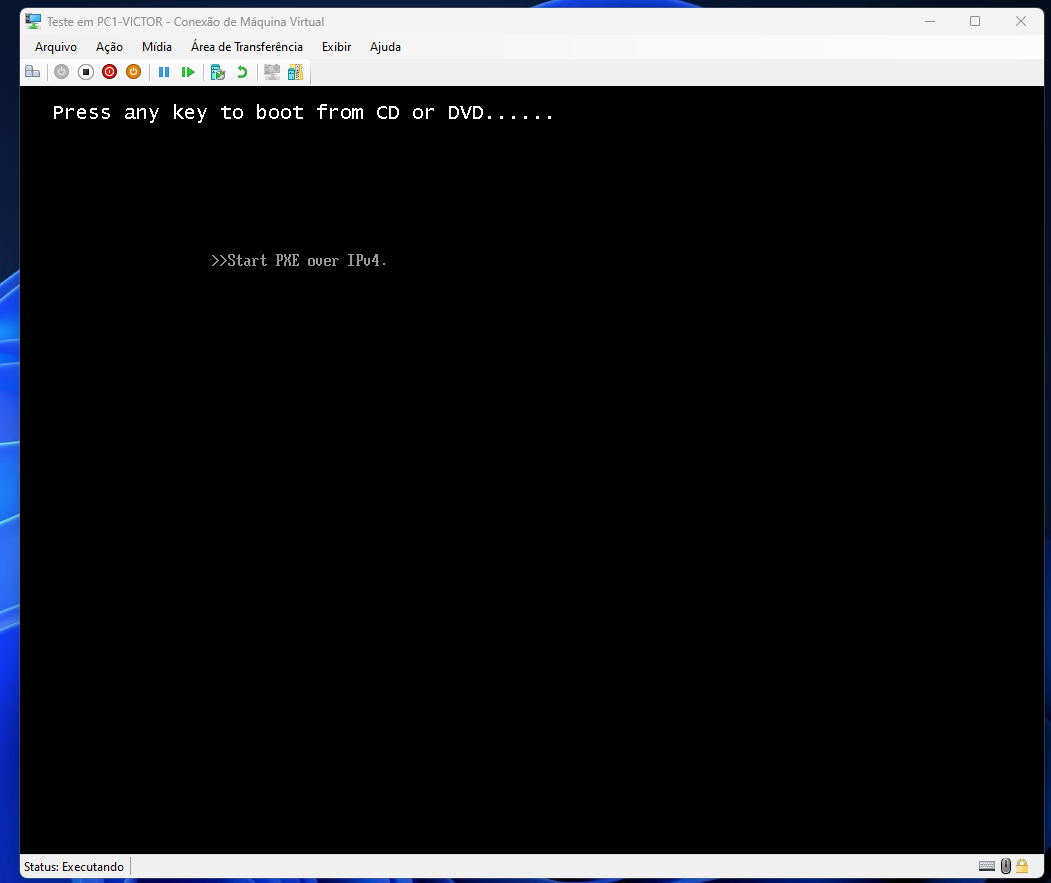 Teste em PC1-VICTOR - Conexão de Máquina Virtual
Arquivo Ação Mídia Área de Transferência Exibir Ajuda
Press any key to boot from CD or DVD......
>>Start PXE over IPv4.
Status: Executando